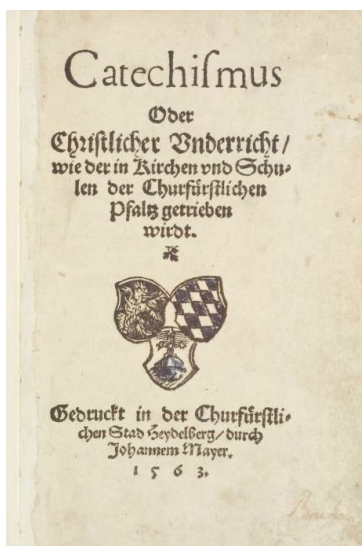 Catechiſmus
Oder
Chriſtlicher Vnderricht/
wie der in Kirchen vnd Schu-
len der Churfürſtlichen
Pfaltz getrieben
wirdt.
Gedruckt in der Churfürſtli-
chen Stad Heydelberg/ durch
Johannem Mayer.
1 5 6 3.